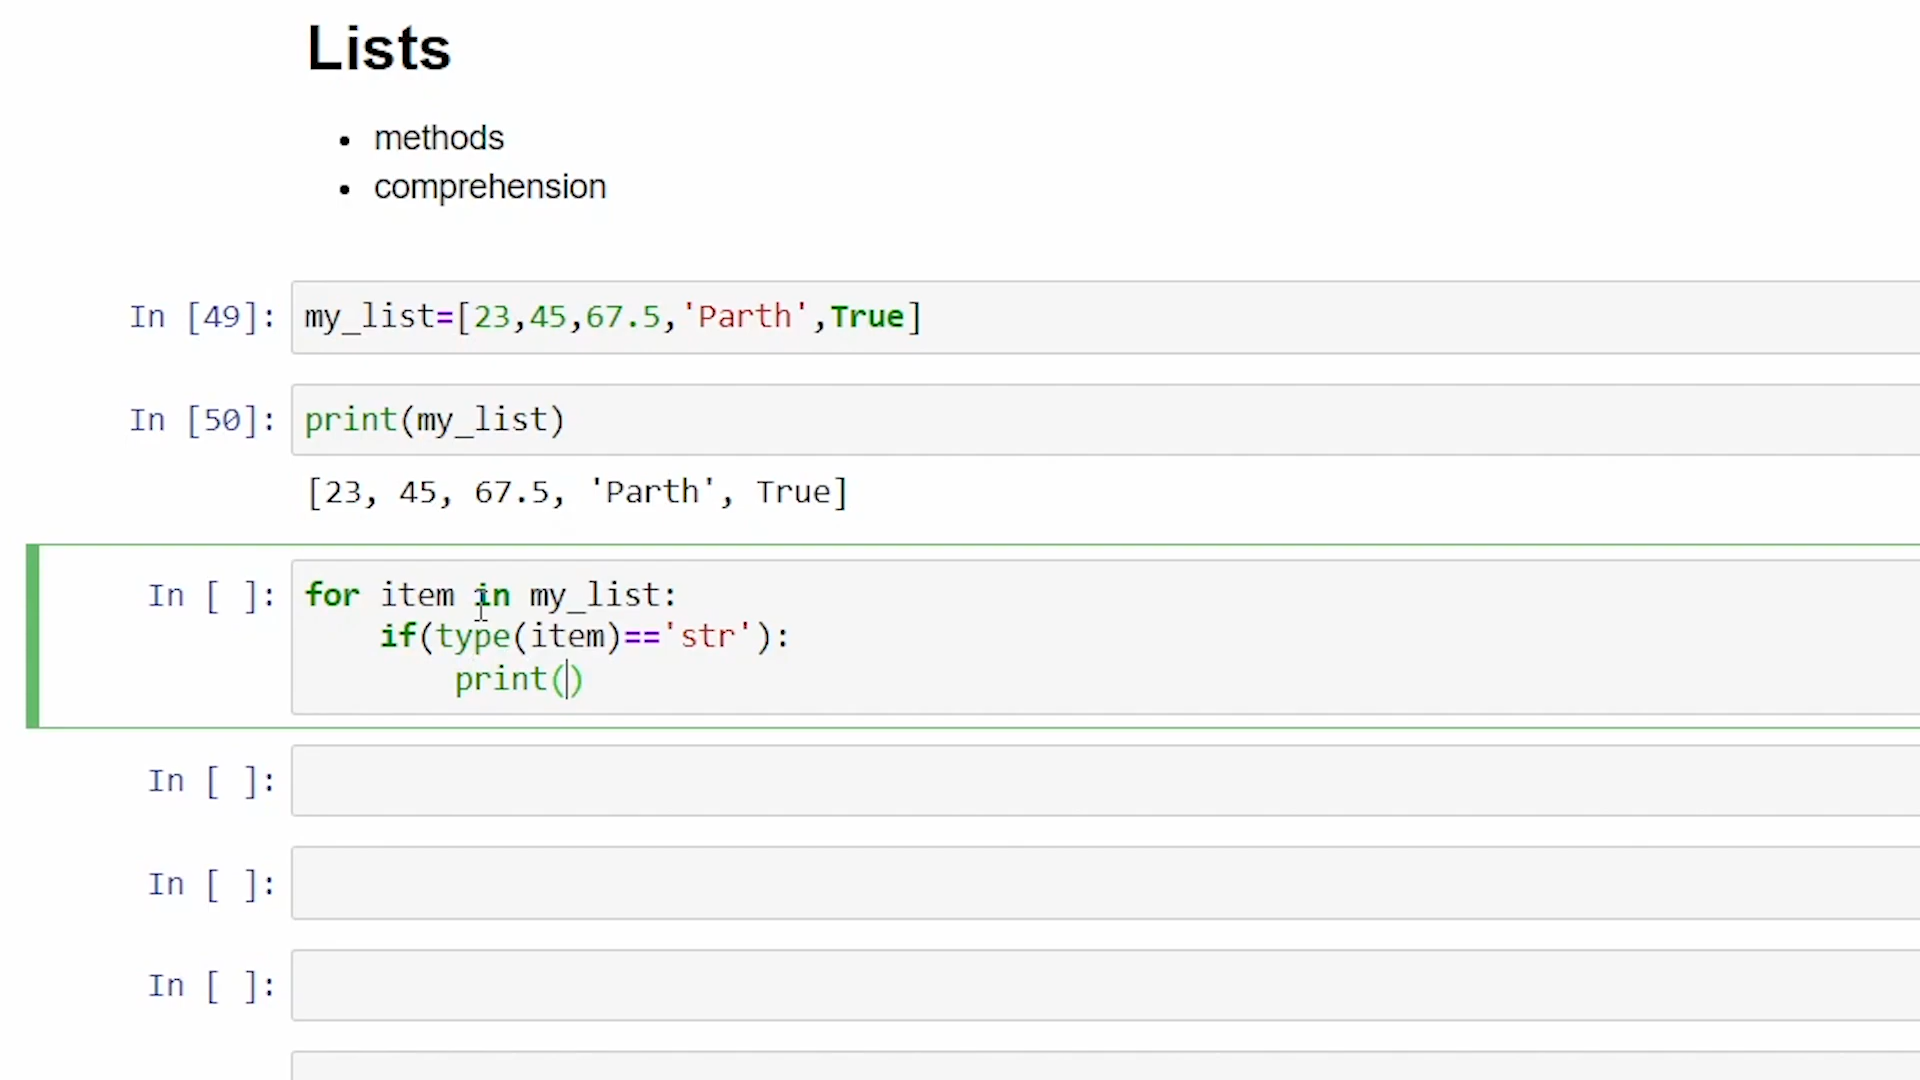 Lists
• methods
• comprehension
In [49]: my_list=[23,45,67.5,'Parth',True]
In [50]: print(my_list)
[23, 45, 67.5, 'Parth', True]
In [ ]: for item in my_list:
    if(type(item)=='str'):
        print()
In [ ]:
In [ ]:
In [ ]: